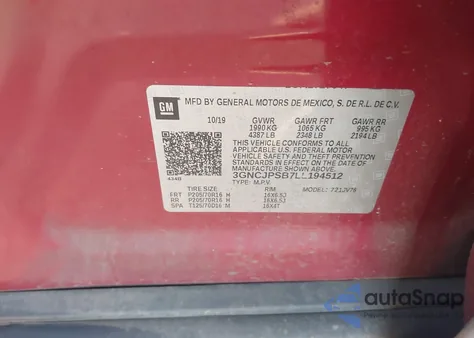 GM
MFD BY GENERAL MOTORS DE MEXICO, S. DE R.L. DE C.V.
10/19 GVWR GAWR FRT GAWR RR
1990 KG 1065 KG 995 KG
4387 LB 2348 LB 2194 LB
THIS VEHICLE CONFORMS TO ALL APPLICABLE U.S.
FEDERAL MOTOR VEHICLE SAFETY, BUMPER, AND THEFT
PREVENTION STANDARDS IN EFFECT ON THE DATE OF
MANUFACTURE SHOWN ABOVE.
3GNCJPSB7LL194512
TYPE: M.P.V. MODEL:
TIRE SIZE RIM
FRT P205/70R16 H 16X6.5J
RR P205/70R16 H 16X6.5J
SPA T125/70D16 M 16X4T
autoSnap